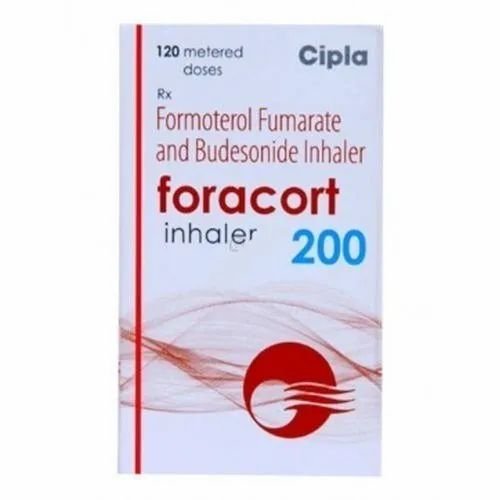 120 metered
doses
Cipla
Rx
Formoterol Fumarate
and Budesonide Inhaler
foracort
inhaler
200